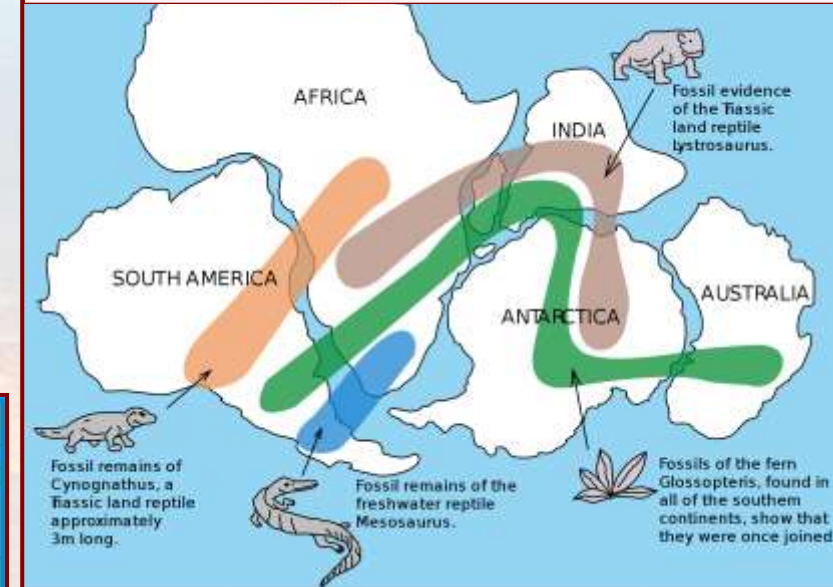 AFRICA
INDIA
Fossil evidence
of the Tiassic
land reptile
Lystrosaurus.
SOUTH AMERICA
ANTARCTICA
AUSTRALIA
Fossil remains of
Cynognathus, a
Tiassic land reptile
approximately
3m long.
Fossil remains of the
freshwater reptile
Mesosaurus.
Fossils of the fern
Glossopteris, found in
all of the southern
continents, show that
they were once joined